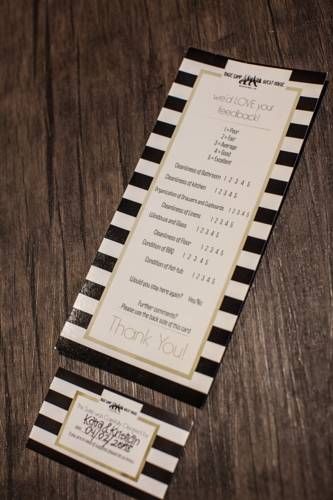 we'd LOVE your
feedback!
1 = Poor
2 = Fair
3 = Average
4 = Good
5 = Excellent
Cleanliness of Bathroom 1 2 3 4 5
Cleanliness of Kitchen 1 2 3 4 5
Organization of Drawers and Cupboards 1 2 3 4 5
Cleanliness of Linens 1 2 3 4 5
Windows and Glass 1 2 3 4 5
Cleanliness of Floor 1 2 3 4 5
Condition of BBQ 1 2 3 4 5
Condition of hot-tub 1 2 3 4 5
Would you stay here again? Yes/No
Further comments?
Please use the back side of this card
Thank You!
04/02/2015